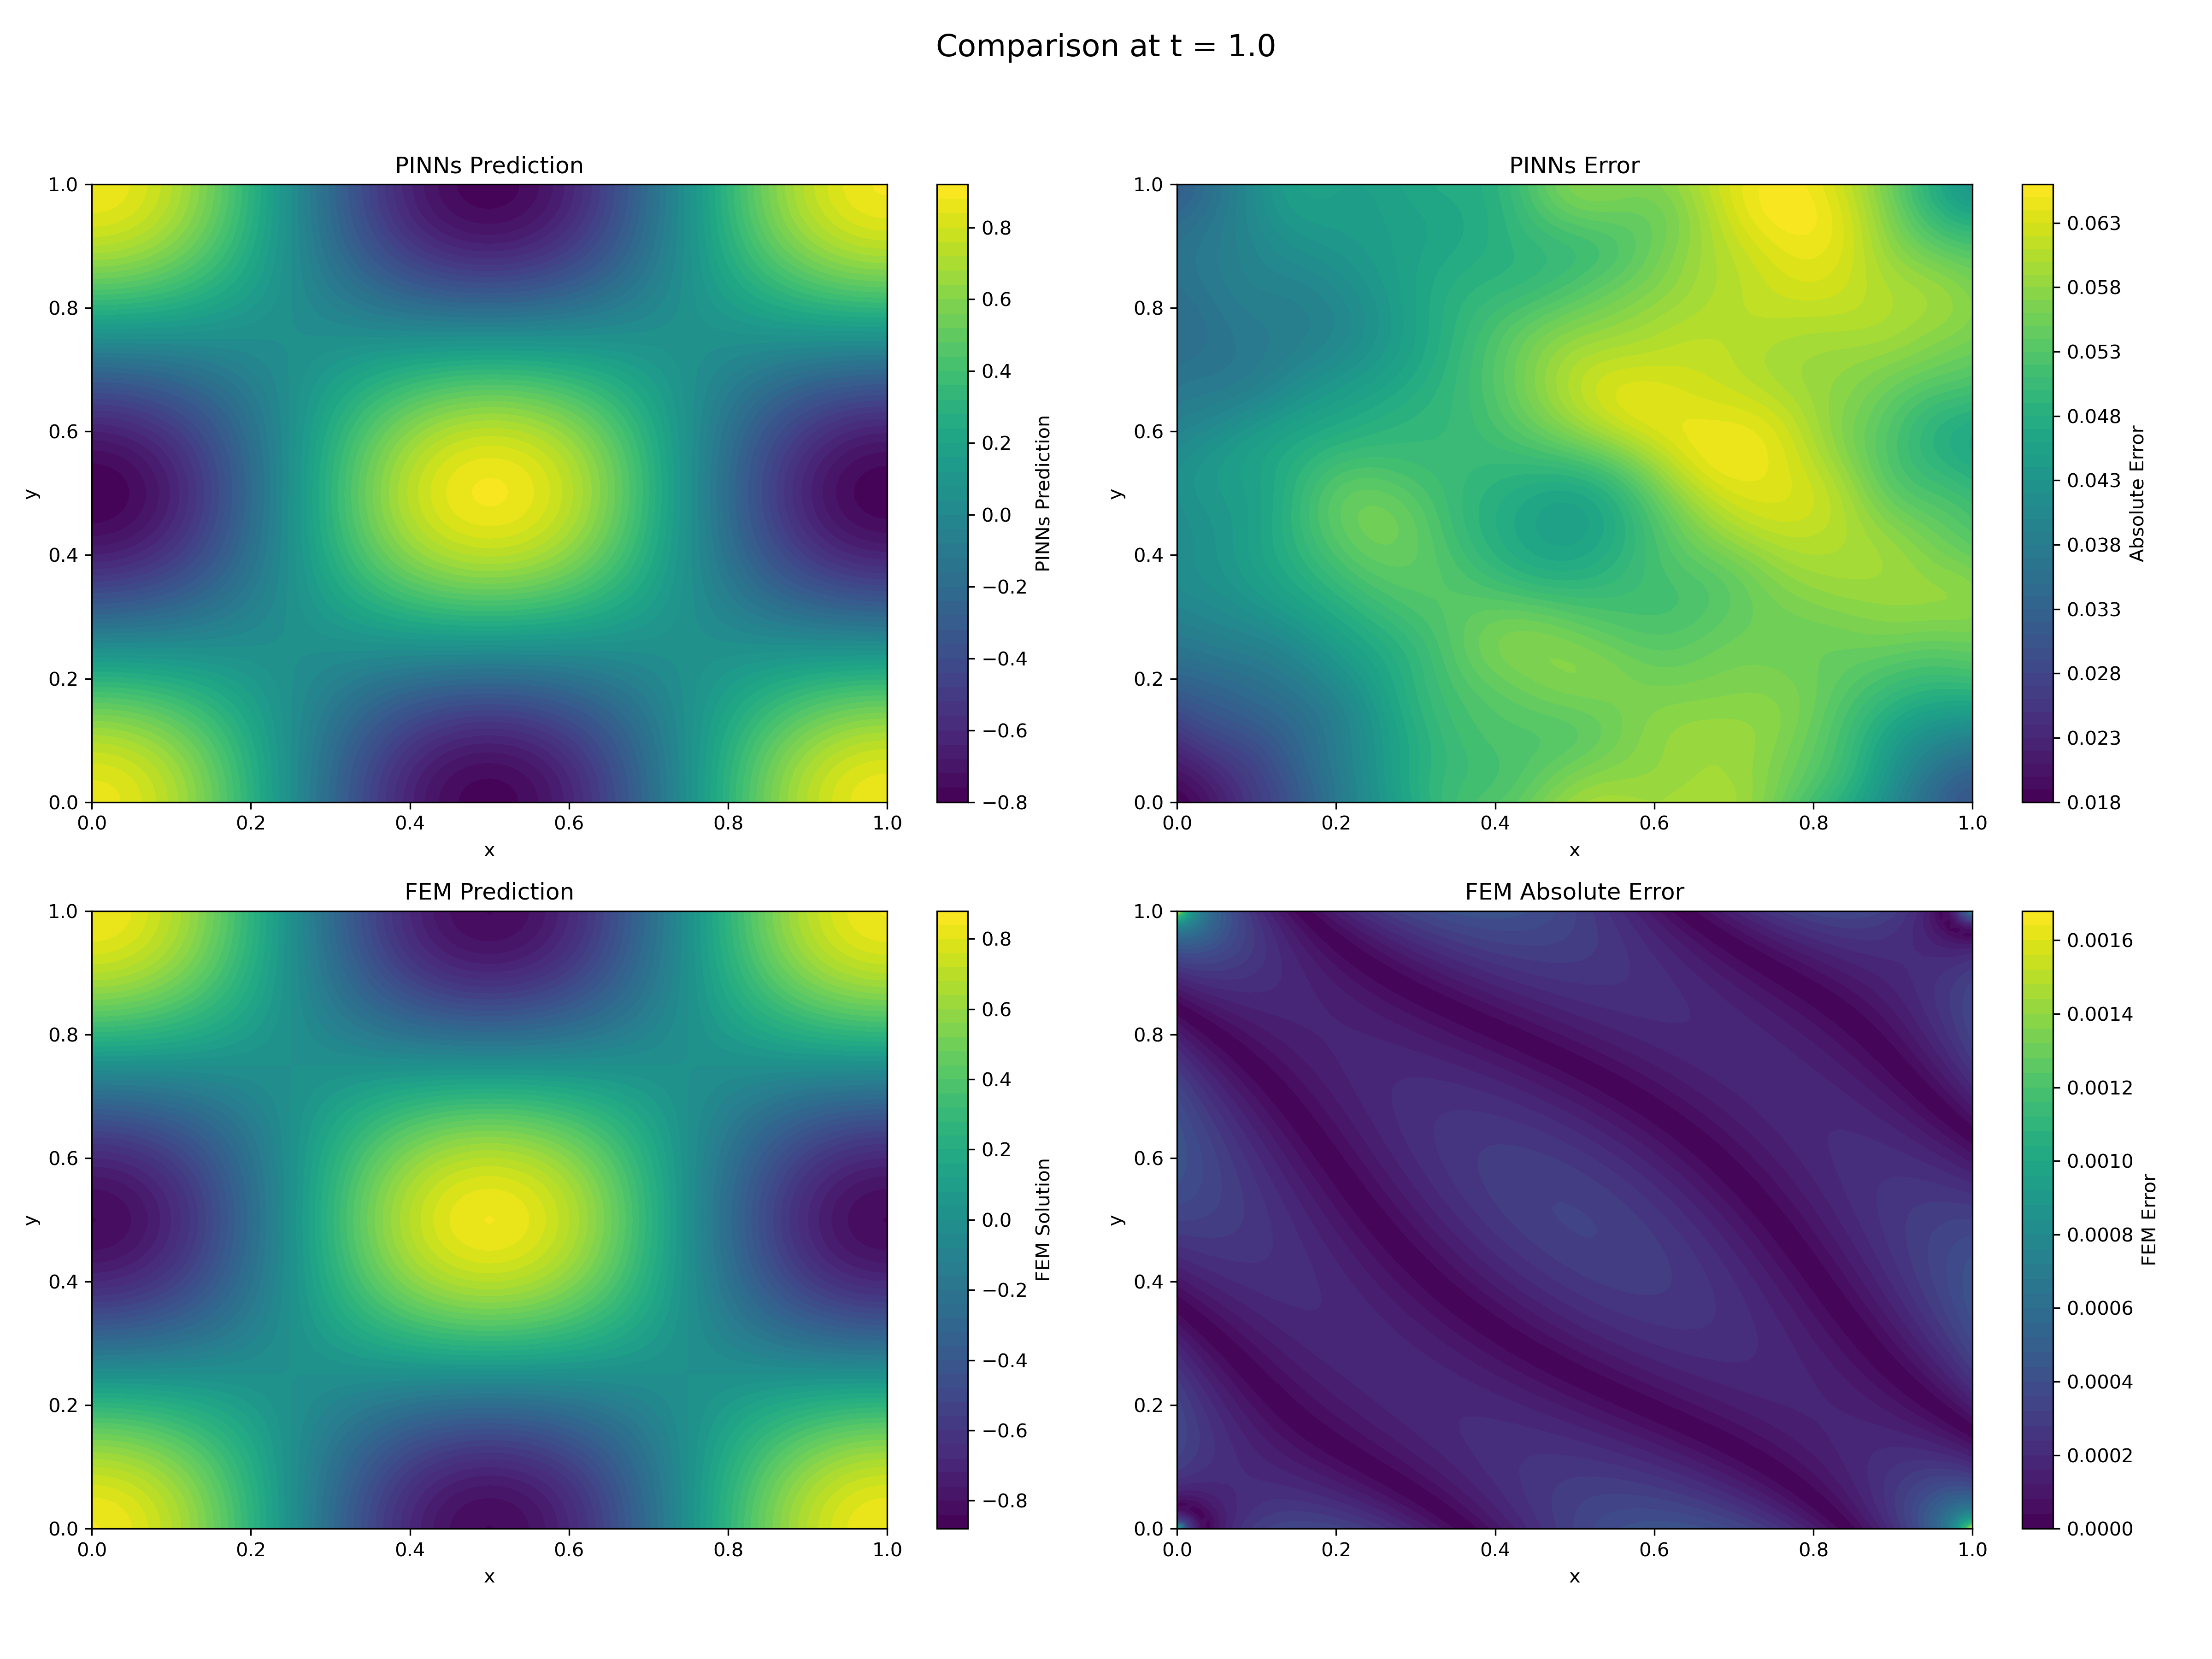 Comparison at t = 1.0
PINNs Prediction
1.0
0.8
0.6
0.4
0.2
0.0
y
0.0 0.2 0.4 0.6 0.8 1.0
x
0.8
0.6
0.4
0.2
0.0
−0.2
−0.4
−0.6
−0.8
PINNs Prediction
PINNs Error
1.0
0.8
0.6
0.4
0.2
0.0
y
0.0 0.2 0.4 0.6 0.8 1.0
x
0.063
0.058
0.053
0.048
0.043
0.038
0.033
0.028
0.023
0.018
Absolute Error
FEM Prediction
1.0
0.8
0.6
0.4
0.2
0.0
y
0.0 0.2 0.4 0.6 0.8 1.0
x
0.8
0.6
0.4
0.2
0.0
−0.2
−0.4
−0.6
−0.8
FEM Solution
FEM Absolute Error
1.0
0.8
0.6
0.4
0.2
0.0
y
0.0 0.2 0.4 0.6 0.8 1.0
x
0.0016
0.0014
0.0012
0.0010
0.0008
0.0006
0.0004
0.0002
0.0000
FEM Error